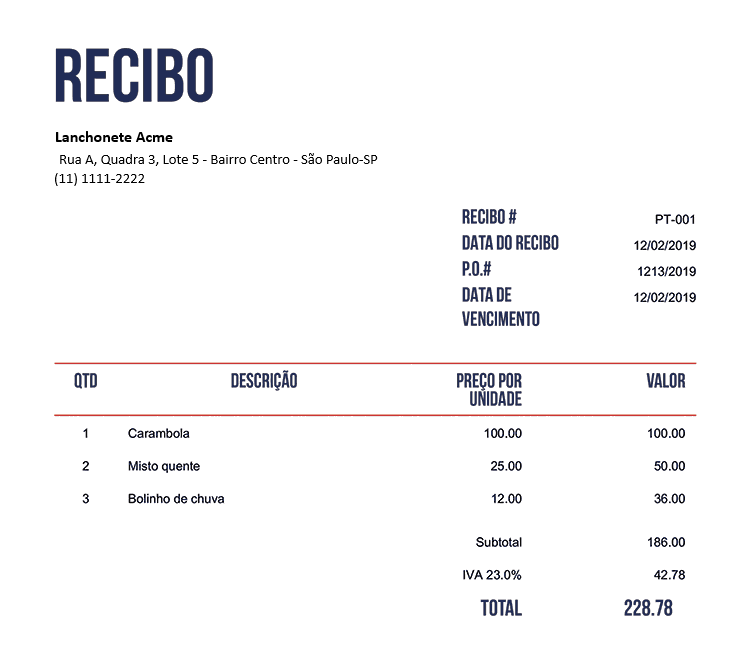 RECIBO
Lanchonete Acme
Rua A, Quadra 3, Lote 5 - Bairro Centro - São Paulo-SP
(11) 1111-2222
RECIBO # PT-001
DATA DO RECIBO 12/02/2019
P.O.# 1213/2019
DATA DE 12/02/2019
VENCIMENTO
QTD DESCRIÇÃO PREÇO POR VALOR
UNIDADE
1 Carambola 100.00 100.00
2 Misto quente 25.00 50.00
3 Bolinho de chuva 12.00 36.00
Subtotal 186.00
IVA 23.0% 42.78
TOTAL 228.78